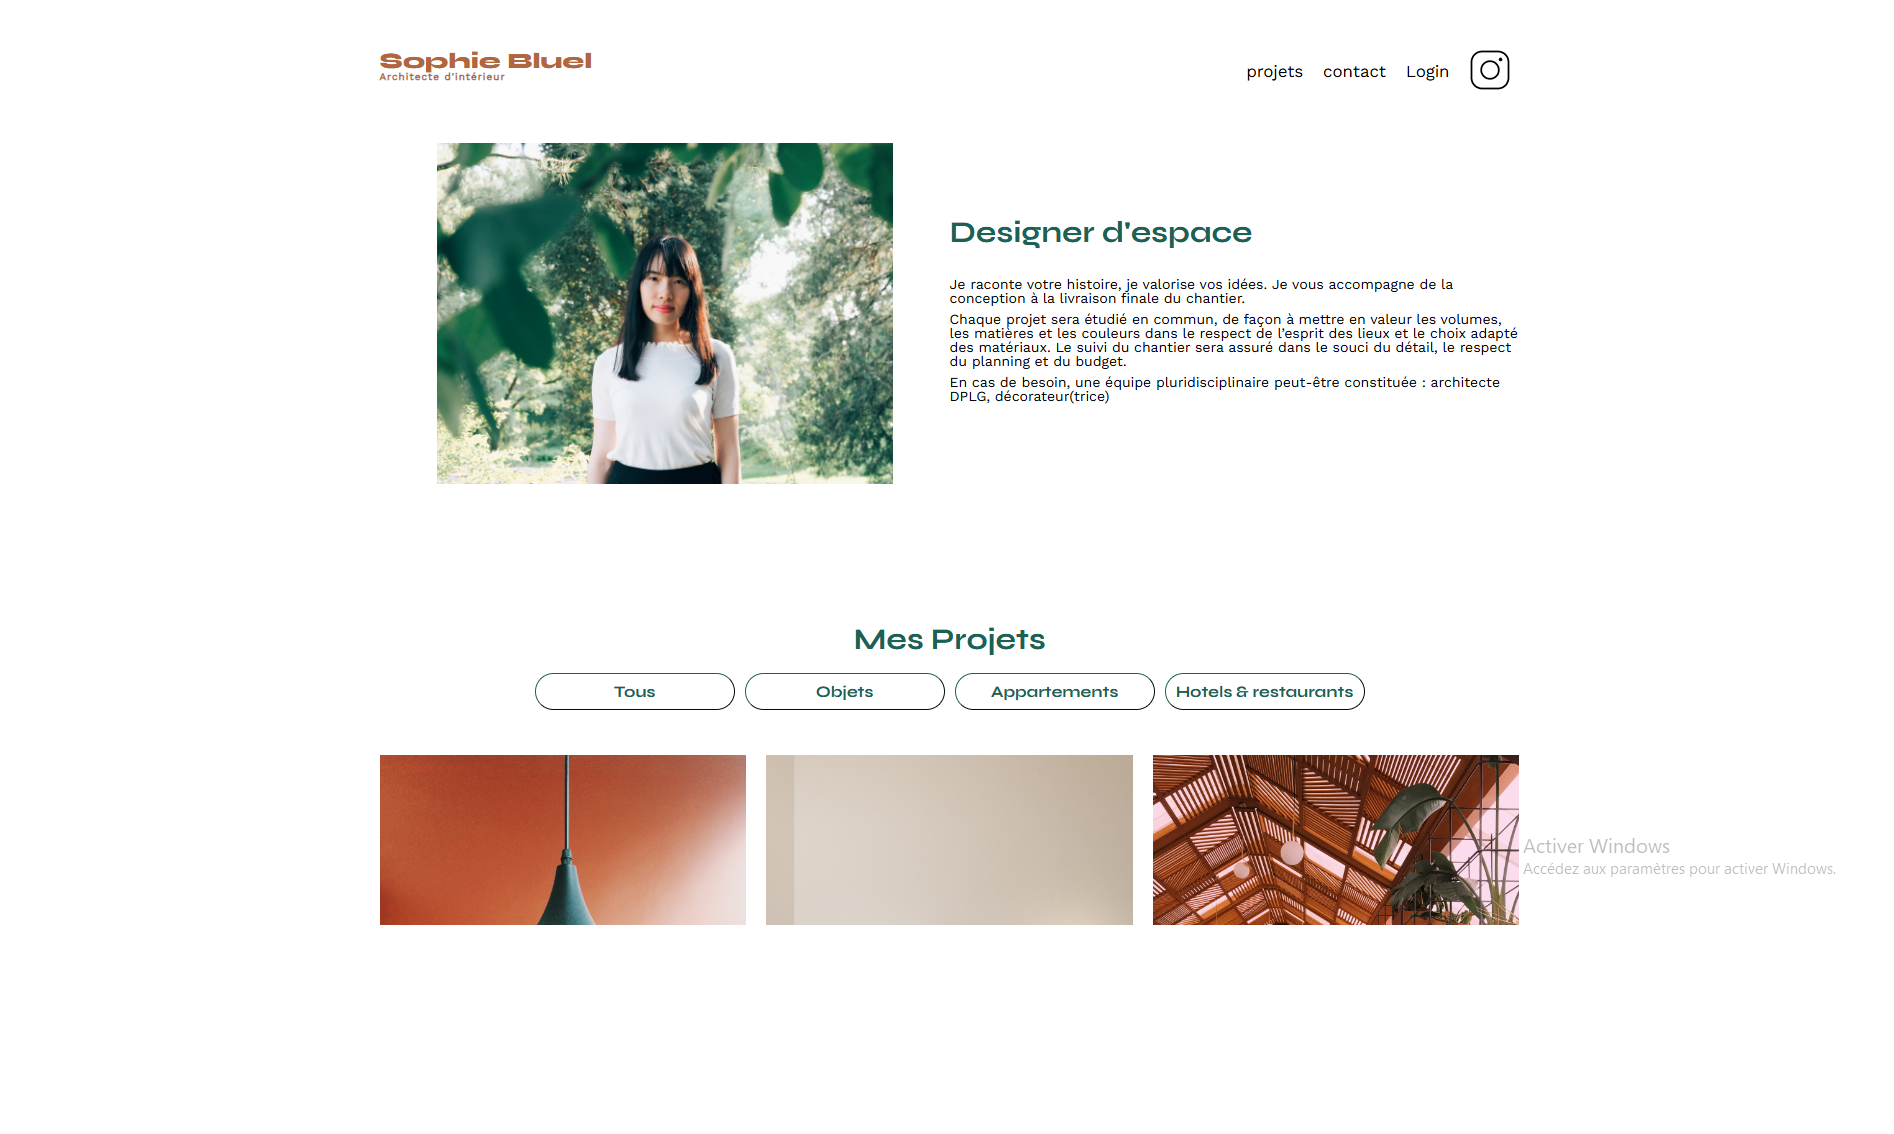 Sophie Bluel
Architecte d'intérieur
projets
contact
Login
Designer d'espace
Je raconte votre histoire, je valorise vos idées. Je vous accompagne de la
conception à la livraison finale du chantier.
Chaque projet sera étudié en commun, de façon à mettre en valeur les volumes,
les matières et les couleurs dans le respect de l’esprit des lieux et le choix adapté
des matériaux. Le suivi du chantier sera assuré dans le souci du détail, le respect
du planning et du budget.
En cas de besoin, une équipe pluridisciplinaire peut-être constituée : architecte
DPLG, décorateur(trice)
Mes Projets
Tous
Objets
Appartements
Hotels & restaurants
Activer Windows
Accédez aux paramètres pour activer Windows.